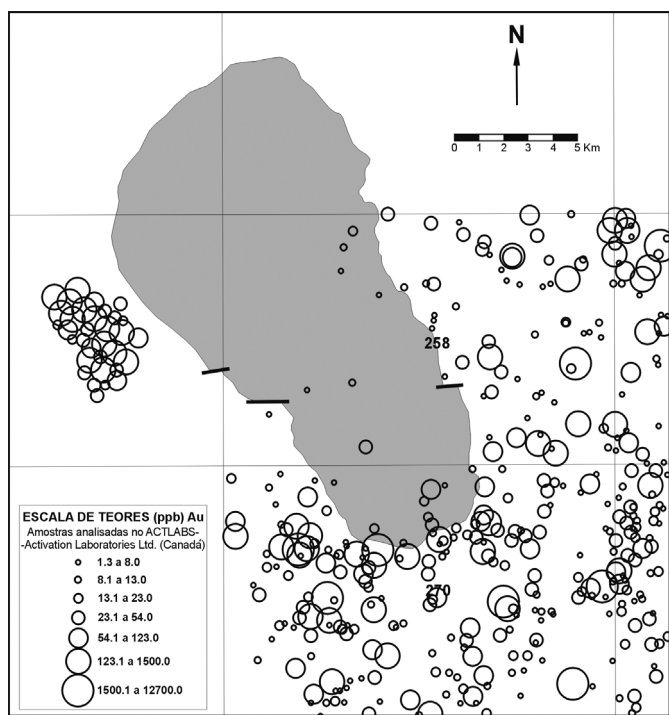 N
0 1 2 3 4 5 Km
258
270
ESCALA DE TEORES (ppb) Au
Amostras analisadas no ACTLABS-
-Activation Laboratories Ltd. (Canadá)
1.3 a 8.0
8.1 a 13.0
13.1 a 23.0
23.1 a 54.0
54.1 a 123.0
123.1 a 1500.0
1500.1 a 12700.0